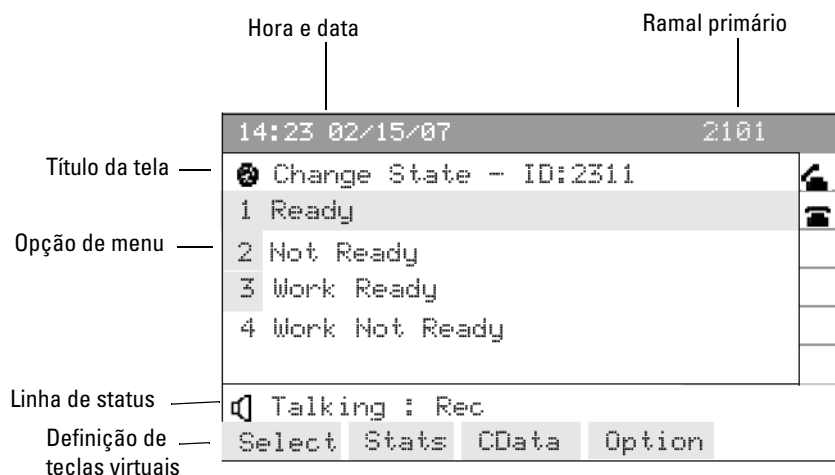 Hora e data
Ramal primário
14:23 02/15/07 2101
Título da tela
Change State - ID:2311
1 Ready
Opção de menu
2 Not Ready
3 Work Ready
4 Work Not Ready
Linha de status
Talking : Rec
Definição de teclas virtuais
Select Stats CData Option